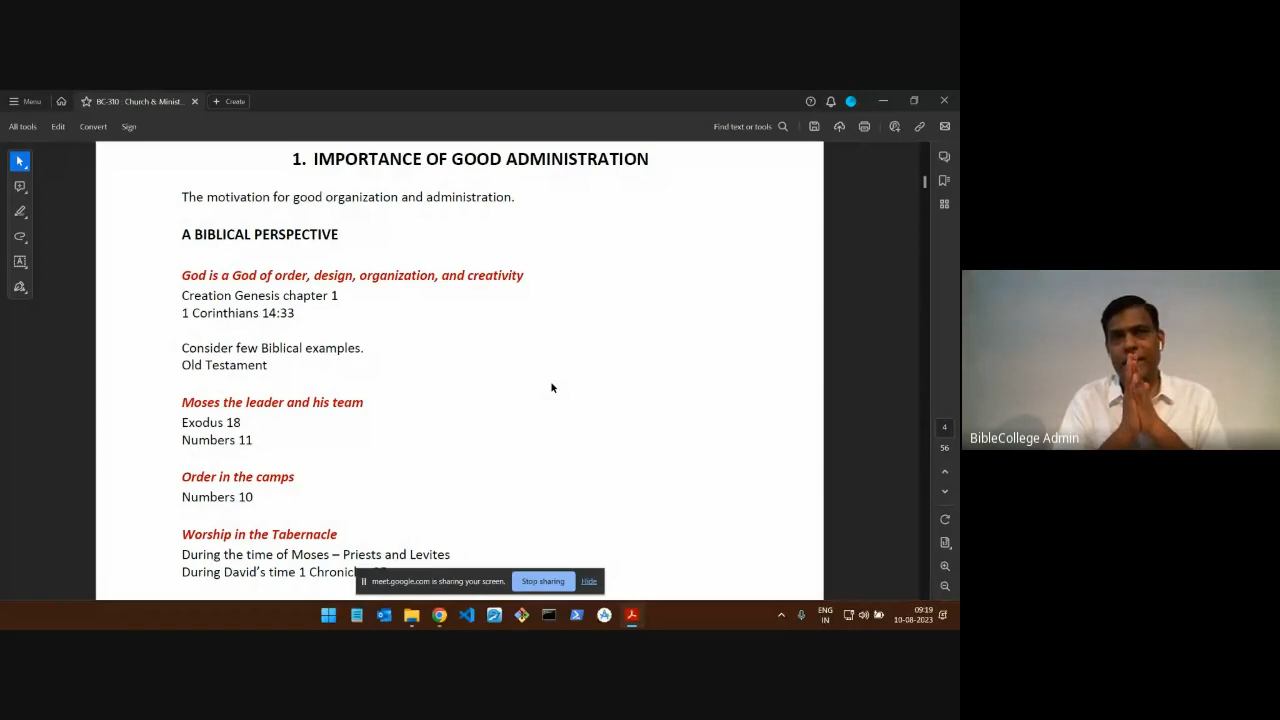 Menu
BC-310 : Church & Minist...
Create
All tools
Edit
Convert
Sign
Find text or tools
1. IMPORTANCE OF GOOD ADMINISTRATION
The motivation for good organization and administration.
A BIBLICAL PERSPECTIVE
God is a God of order, design, organization, and creativity
Creation Genesis chapter 1
1 Corinthians 14:33
Consider few Biblical examples.
Old Testament
Moses the leader and his team
Exodus 18
Numbers 11
Order in the camps
Numbers 10
Worship in the Tabernacle
During the time of Moses – Priests and Levites
During David's time 1 Chronicl
meet.google.com is sharing your screen.
Stop sharing
Hide
4
56
BibleCollege Admin
ENG
IN
09:19
10-08-2023